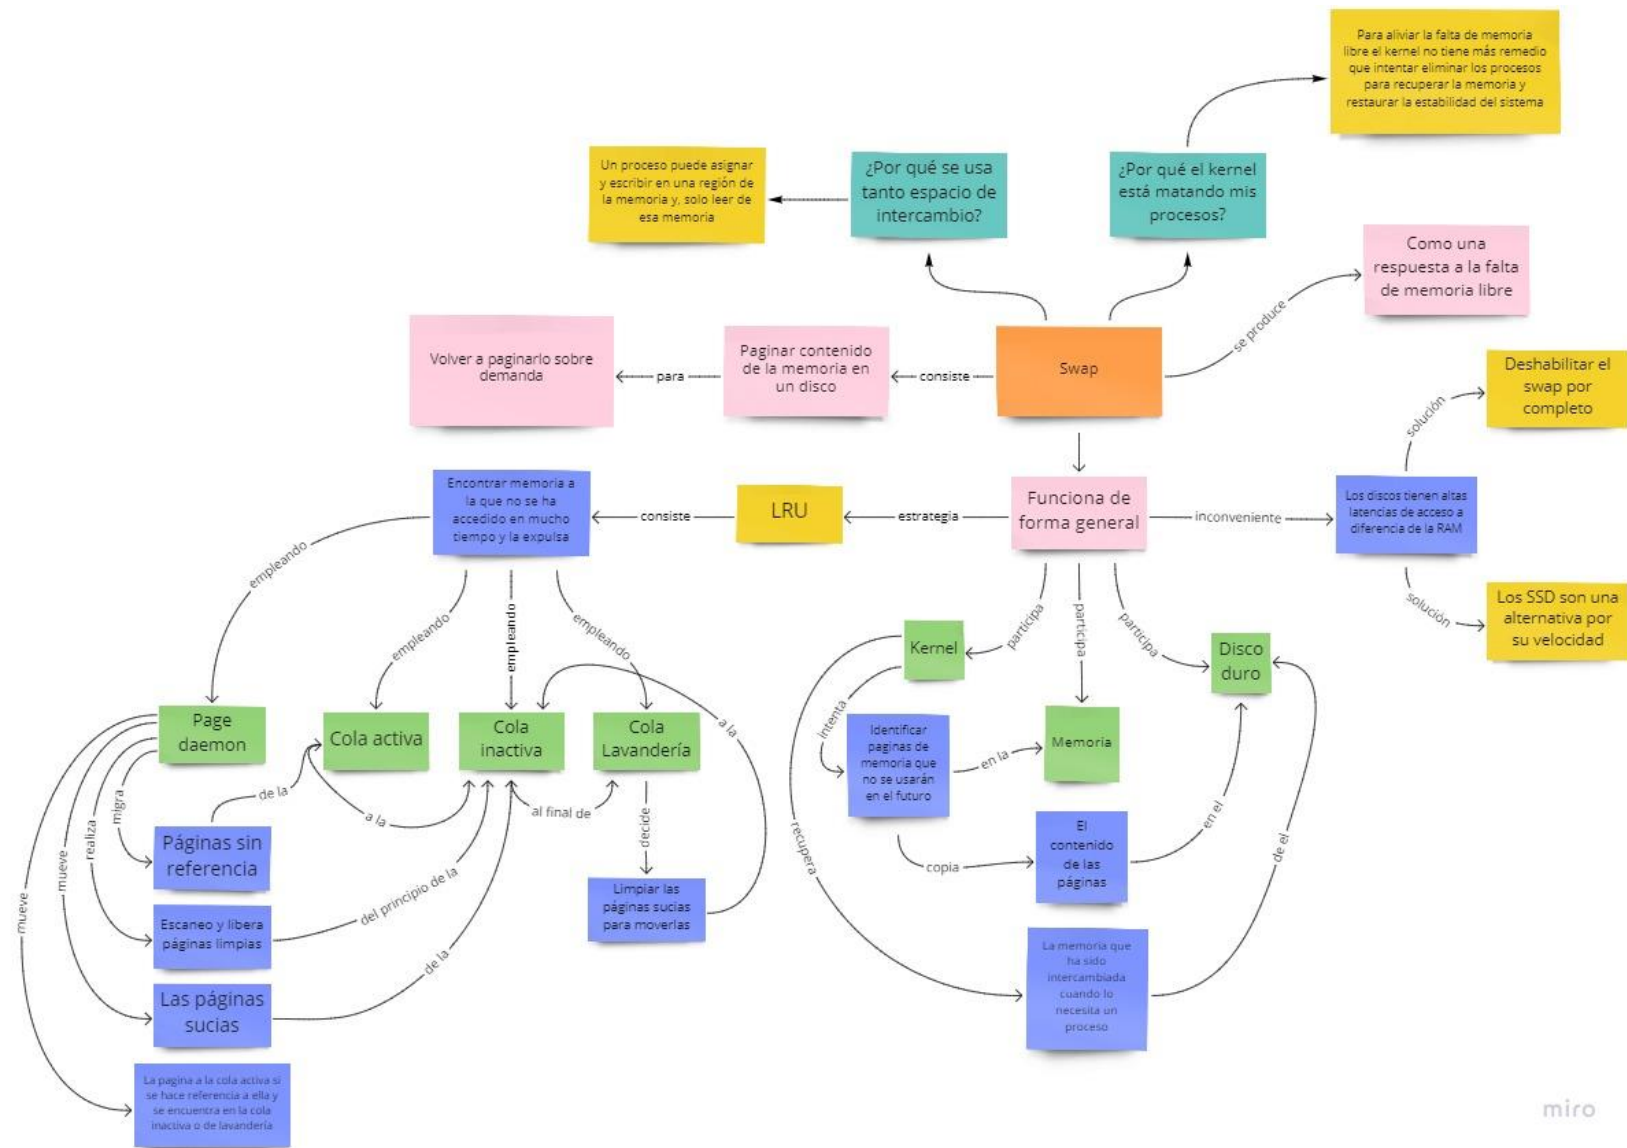 Para aliviar la falta de memoria
libre el kernel no tiene más remedio
que intentar eliminar los procesos
para recuperar la memoria y
restaurar la estabilidad del sistema
Un proceso puede asignar
y escribir en una región de
la memoria y, solo leer de
esa memoria
¿Por qué se usa
tanto espacio de
intercambio?
¿Por qué el kernel
está matando mis
procesos?
Como una
respuesta a la falta
de memoria libre
se produce
Swap
consiste
Paginar contenido
de la memoria en
un disco
para
Volver a paginarlo sobre
demanda
Deshabilitar el
swap por
completo
solución
Funciona de
forma general
inconveniente
Los discos tienen altas
latencias de acceso a
diferencia de la RAM
solución
Los SSD son una
alternativa por
su velocidad
estrategia
LRU
consiste
Encontrar memoria a
la que no se ha
accedido en mucho
tiempo y la expulsa
empleando
empleando
empleando
empleando
participa
participa
participa
Kernel
Disco
duro
Memoria
intenta
Identificar
paginas de
memoria que
no se usarán
en el futuro
en la
copia
El
contenido
de las
páginas
en el
recupera
La memoria que
ha sido
intercambiada
cuando lo
necesita un
proceso
de el
Page
daemon
Cola activa
Cola
inactiva
Cola
Lavandería
a la
al final de
decide
Limpiar las
páginas sucias
para moverlas
a la
migra
Páginas sin
referencia
de la
realiza
Escaneo y libera
páginas limpias
del principio de la
mueve
Las páginas
sucias
de la
mueve
La pagina a la cola activa si
se hace referencia a ella y
se encuentra en la cola
inactiva o de lavandería
miro